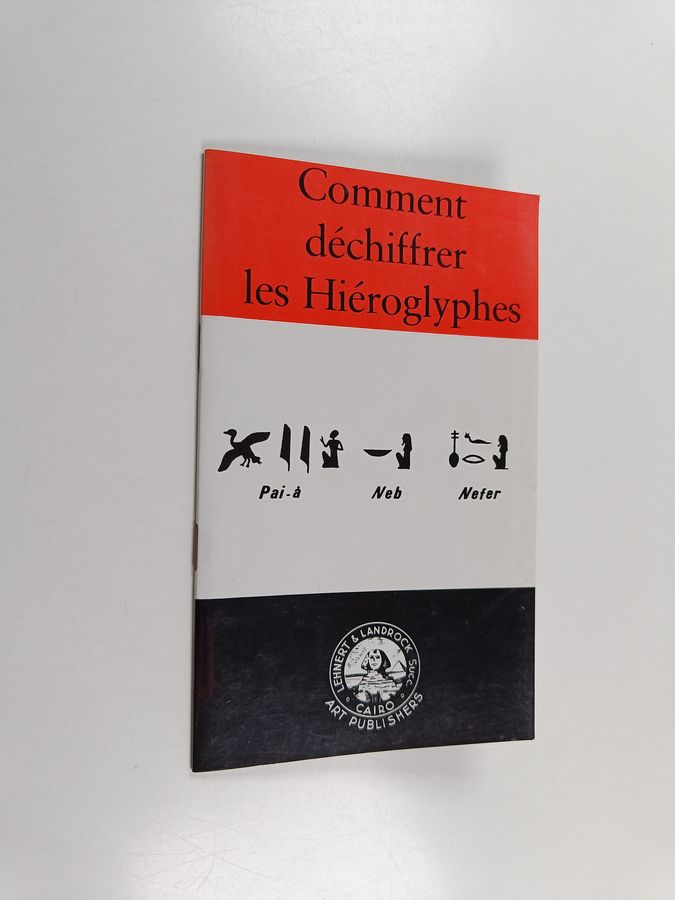 Comment
déchiffrer
les Hiéroglyphes
Pai-à Neb Nefer
LEHNERT & LANDROCK SUCC.
CAIRO
ART PUBLISHERS